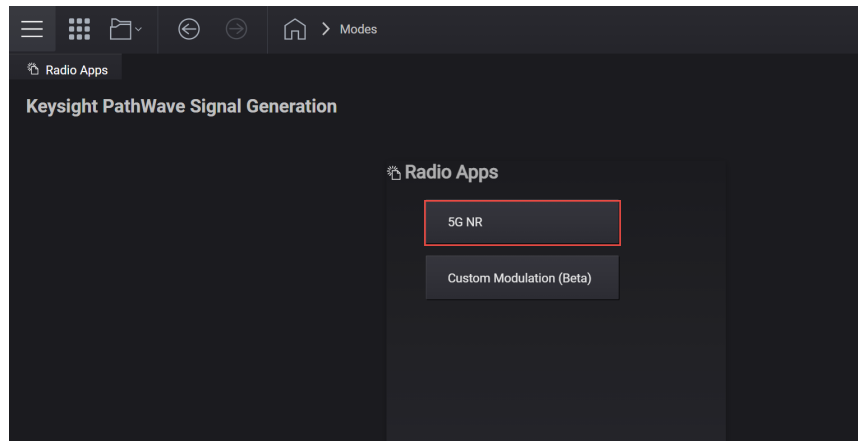 Modes
Radio Apps
Keysight PathWave Signal Generation
Radio Apps
5G NR
Custom Modulation (Beta)